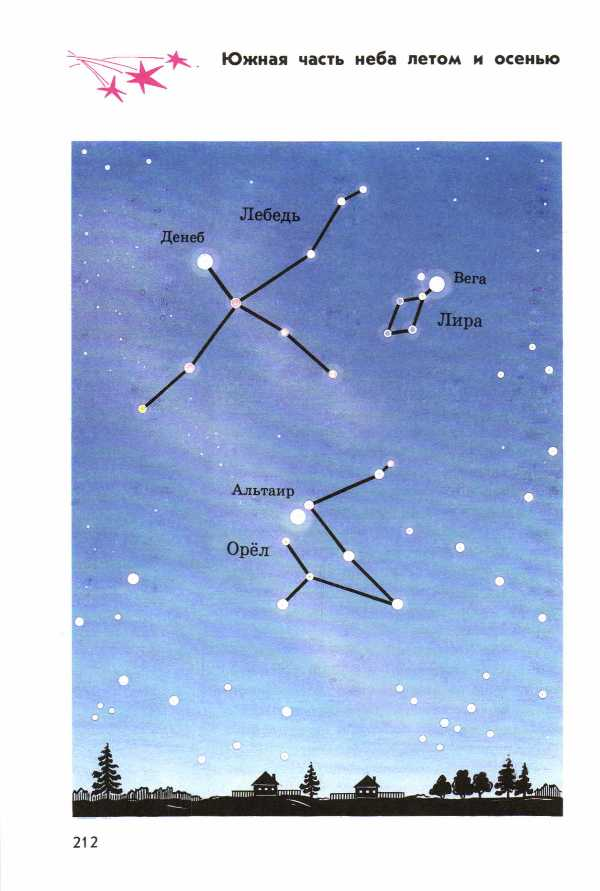 Южная часть неба летом и осенью
Лебедь
Денеб
Вега
Лира
Альтаир
Орёл
212